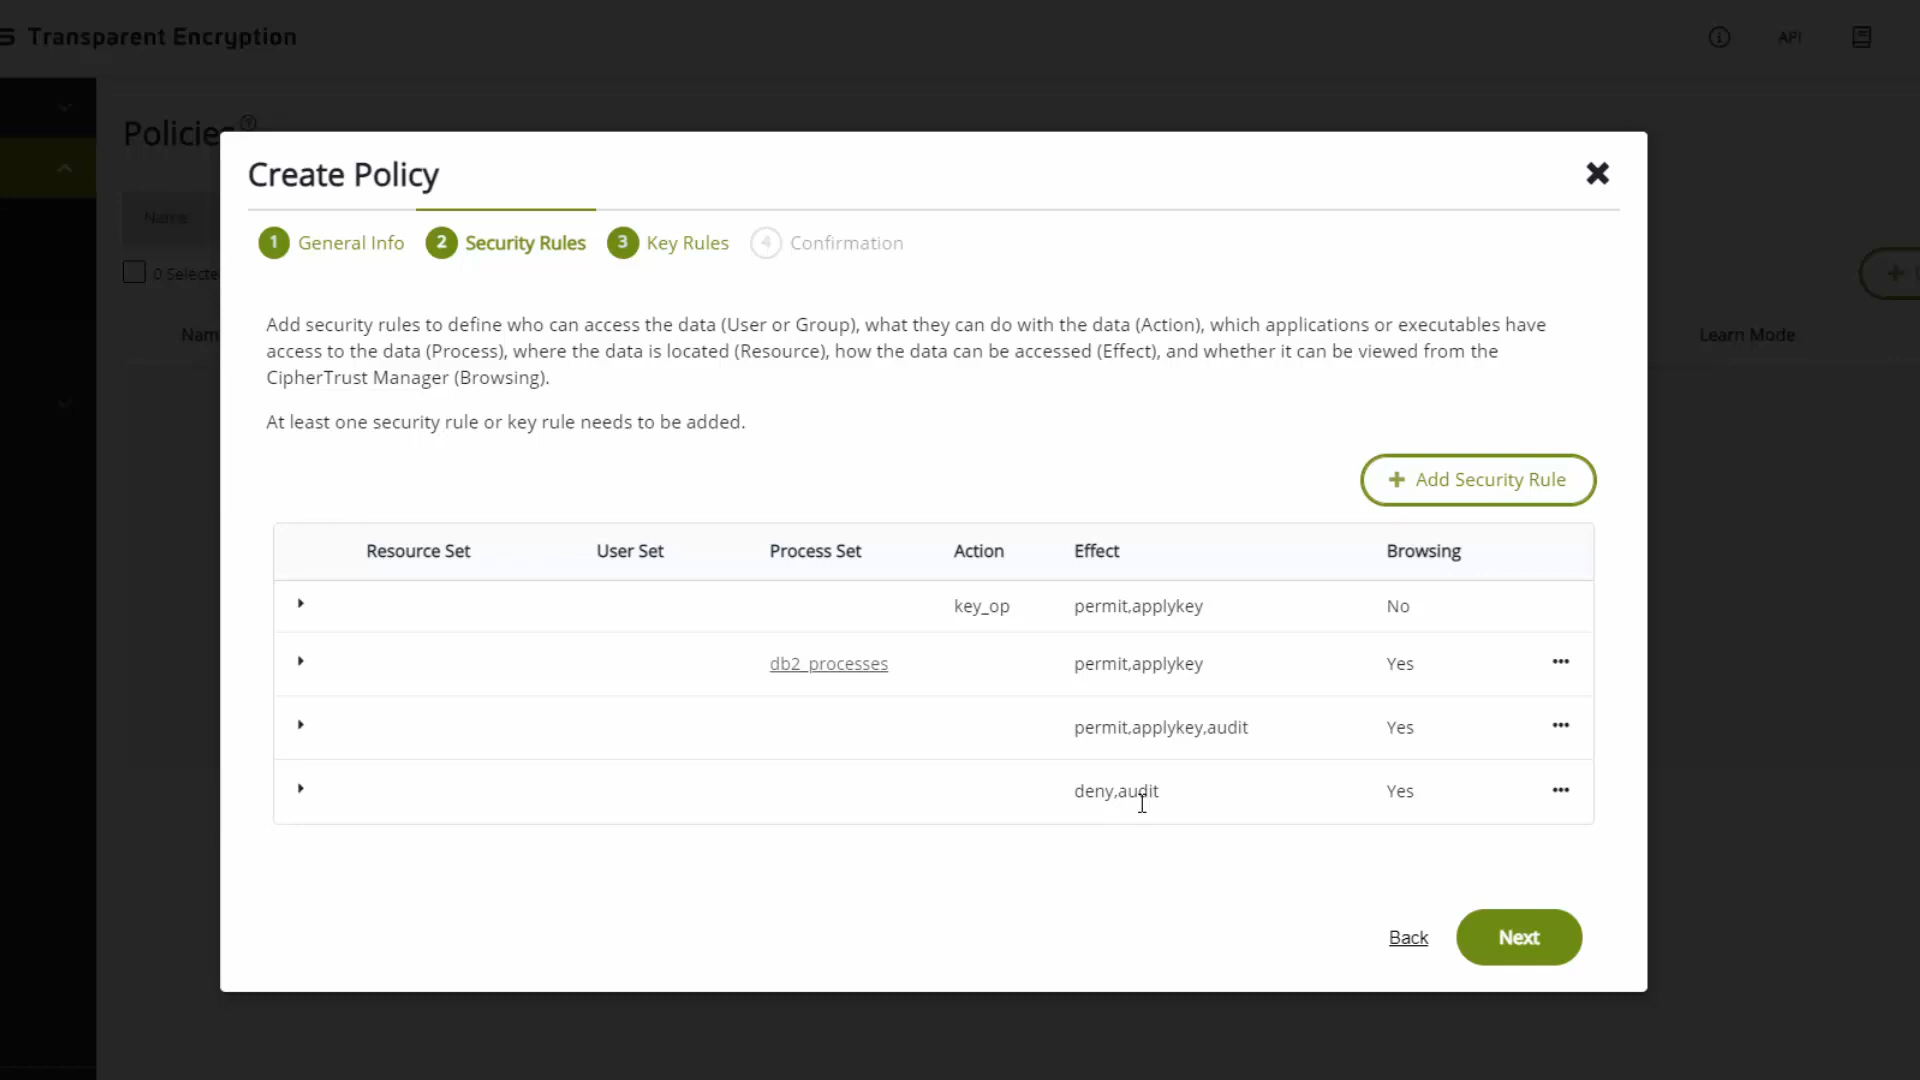 Transparent Encryption
API
Policies
Name
0 Selecte
Nam
Learn Mode
Create Policy
1 General Info 2 Security Rules 3 Key Rules 4 Confirmation
Add security rules to define who can access the data (User or Group), what they can do with the data (Action), which applications or executables have
access to the data (Process), where the data is located (Resource), how the data can be accessed (Effect), and whether it can be viewed from the
CipherTrust Manager (Browsing).
At least one security rule or key rule needs to be added.
+ Add Security Rule
Resource Set User Set Process Set Action Effect Browsing
key_op permit,applykey No
db2_processes permit,applykey Yes
permit,applykey,audit Yes
deny,audit Yes
Back Next